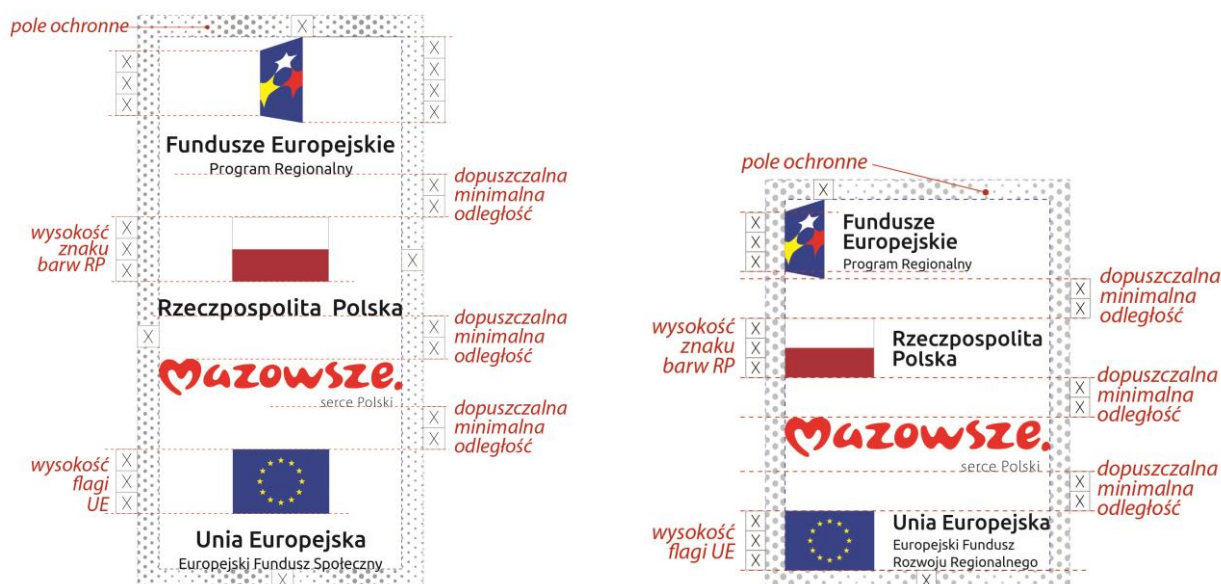 pole ochronne
X
X
X
X
X
X
X
X
Fundusze Europejskie
Program Regionalny
dopuszczalna
minimalna
odległość
X
X
wysokość
znaku
barw RP
X
X
X
X
Rzeczpospolita Polska
X
dopuszczalna
minimalna
odległość
X
X
mazowsze.
serce Polski
dopuszczalna
minimalna
odległość
X
X
wysokość
flagi
UE
X
X
X
Unia Europejska
Europejski Fundusz Społeczny
X
pole ochronne
X
X
X
X
Fundusze
Europejskie
Program Regionalny
dopuszczalna
minimalna
odległość
X
X
wysokość
znaku
barw RP
X
X
X
Rzeczpospolita
Polska
dopuszczalna
minimalna
odległość
X
X
mazowsze.
serce Polski
dopuszczalna
minimalna
odległość
X
X
wysokość
flagi UE
X
X
X
Unia Europejska
Europejski Fundusz
Rozwoju Regionalnego
X